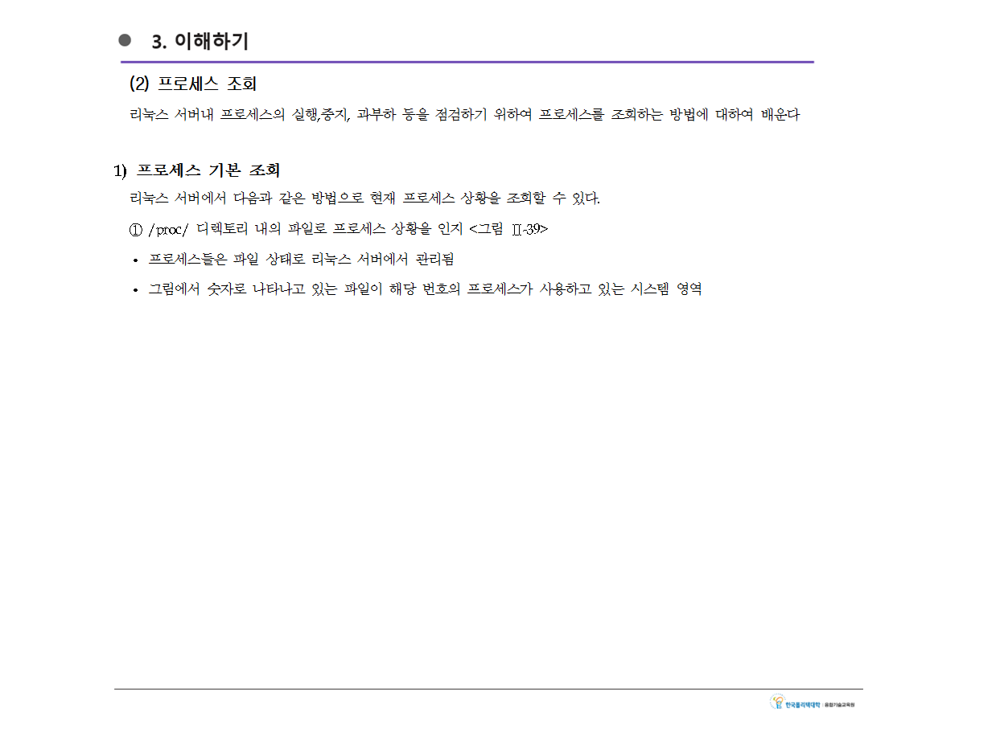 ● 3. 이해하기
(2) 프로세스 조회
리눅스 서버내 프로세스의 실행,중지, 과부하 등을 점검하기 위하여 프로세스를 조회하는 방법에 대하여 배운다
1) 프로세스 기본 조회
리눅스 서버에서 다음과 같은 방법으로 현재 프로세스 상황을 조회할 수 있다.
① /proc/ 디렉토리 내의 파일로 프로세스 상황을 인지 <그림 Ⅱ-39>
• 프로세스들은 파일 상태로 리눅스 서버에서 관리됨
• 그림에서 숫자로 나타나고 있는 파일이 해당 번호의 프로세스가 사용하고 있는 시스템 영역
한국폴리텍대학 | 융합기술교육원